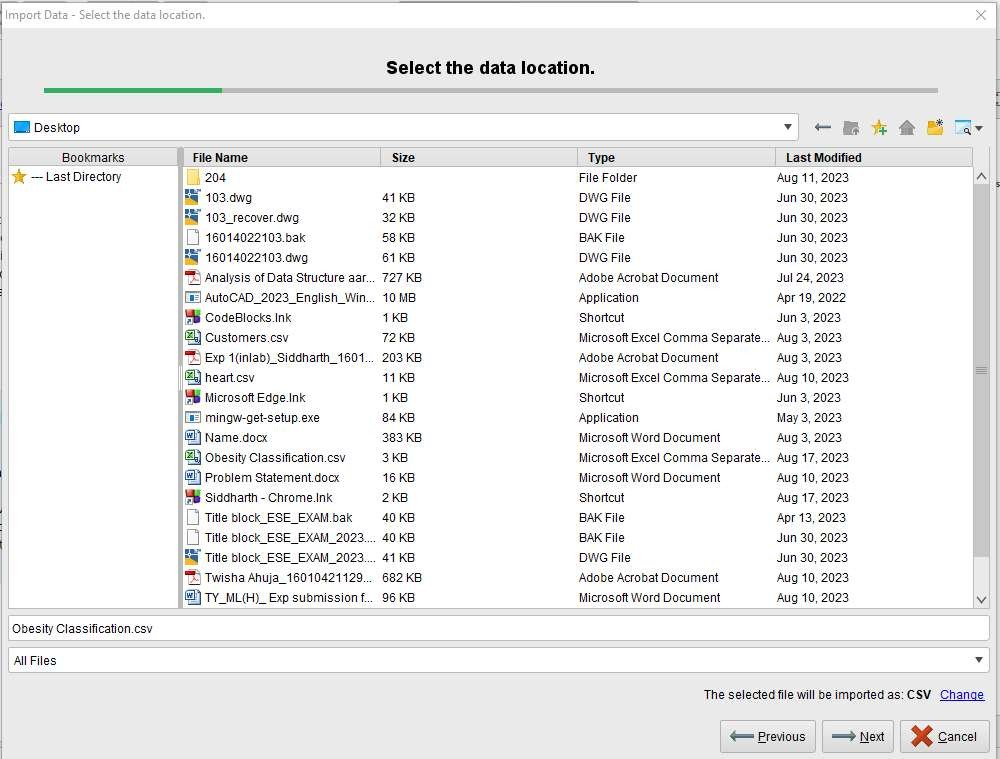 Import Data - Select the data location.
Select the data location.
Desktop
Bookmarks
--- Last Directory
File Name Size Type Last Modified
204 File Folder Aug 11, 2023
103.dwg 41 KB DWG File Jun 30, 2023
103_recover.dwg 32 KB DWG File Jun 30, 2023
16014022103.bak 58 KB BAK File Jun 30, 2023
16014022103.dwg 61 KB DWG File Jun 30, 2023
Analysis of Data Structure aar... 727 KB Adobe Acrobat Document Jul 24, 2023
AutoCAD_2023_English_Win... 10 MB Application Apr 19, 2022
CodeBlocks.lnk 1 KB Shortcut Jun 3, 2023
Customers.csv 72 KB Microsoft Excel Comma Separate... Aug 3, 2023
Exp 1(inlab)_Siddharth_1601... 203 KB Adobe Acrobat Document Aug 3, 2023
heart.csv 11 KB Microsoft Excel Comma Separate... Aug 10, 2023
Microsoft Edge.lnk 1 KB Shortcut Jun 3, 2023
mingw-get-setup.exe 84 KB Application May 3, 2023
Name.docx 383 KB Microsoft Word Document Aug 3, 2023
Obesity Classification.csv 3 KB Microsoft Excel Comma Separate... Aug 17, 2023
Problem Statement.docx 16 KB Microsoft Word Document Aug 10, 2023
Siddharth - Chrome.lnk 2 KB Shortcut Aug 17, 2023
Title block_ESE_EXAM.bak 40 KB BAK File Apr 13, 2023
Title block_ESE_EXAM_2023.... 40 KB BAK File Jun 30, 2023
Title block_ESE_EXAM_2023.... 41 KB DWG File Jun 30, 2023
Twisha Ahuja_16010421129... 682 KB Adobe Acrobat Document Aug 10, 2023
TY_ML(H)_ Exp submission f... 96 KB Microsoft Word Document Aug 10, 2023
Obesity Classification.csv
All Files
The selected file will be imported as: CSV Change
Previous Next Cancel